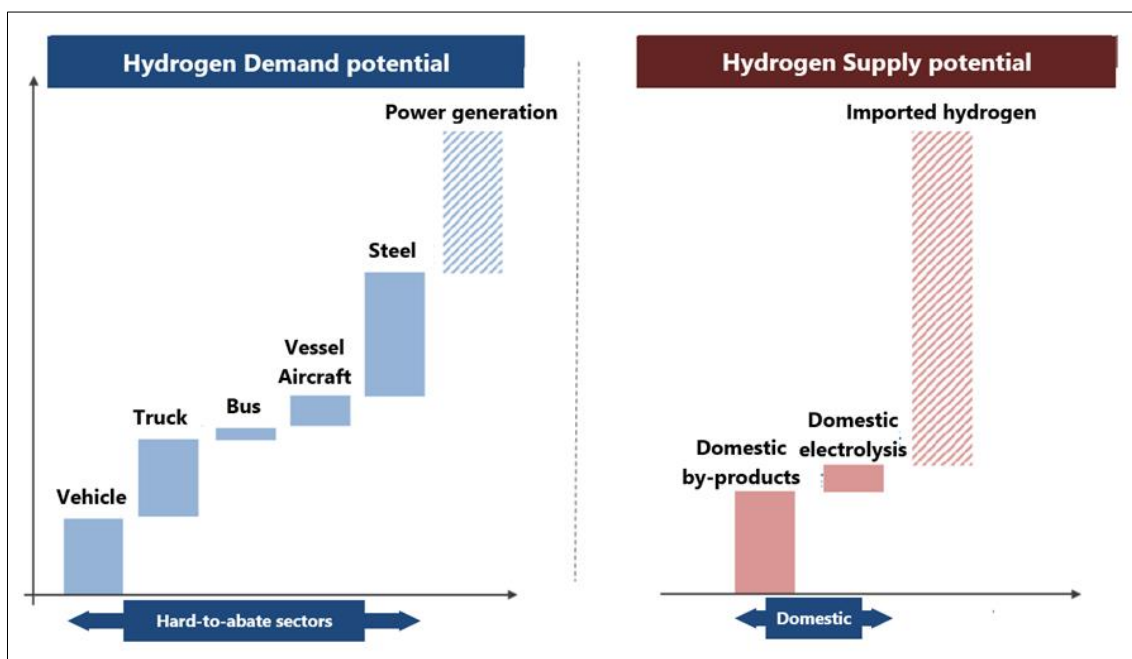 Hydrogen Demand potential
Power generation
Steel
Vessel
Aircraft
Bus
Truck
Vehicle
Hard-to-abate sectors
Hydrogen Supply potential
Imported hydrogen
Domestic
electrolysis
Domestic
by-products
Domestic